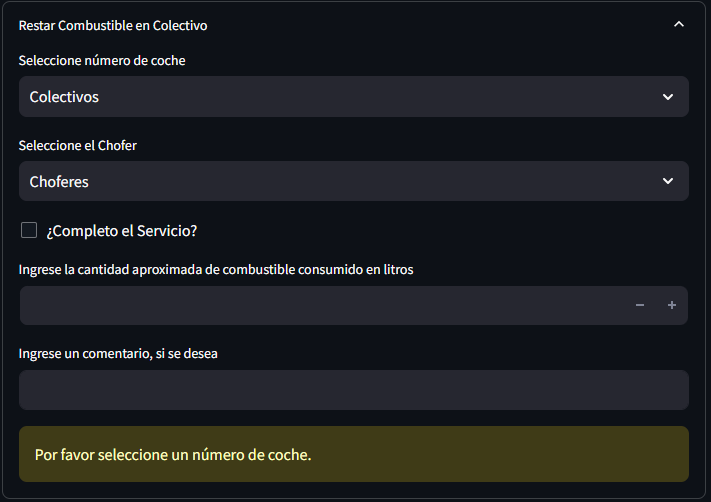 Restar Combustible en Colectivo
Seleccione número de coche
Colectivos
Seleccione el Chofer
Choferes
¿Completo el Servicio?
Ingrese la cantidad aproximada de combustible consumido en litros
Ingrese un comentario, si se desea
Por favor seleccione un número de coche.